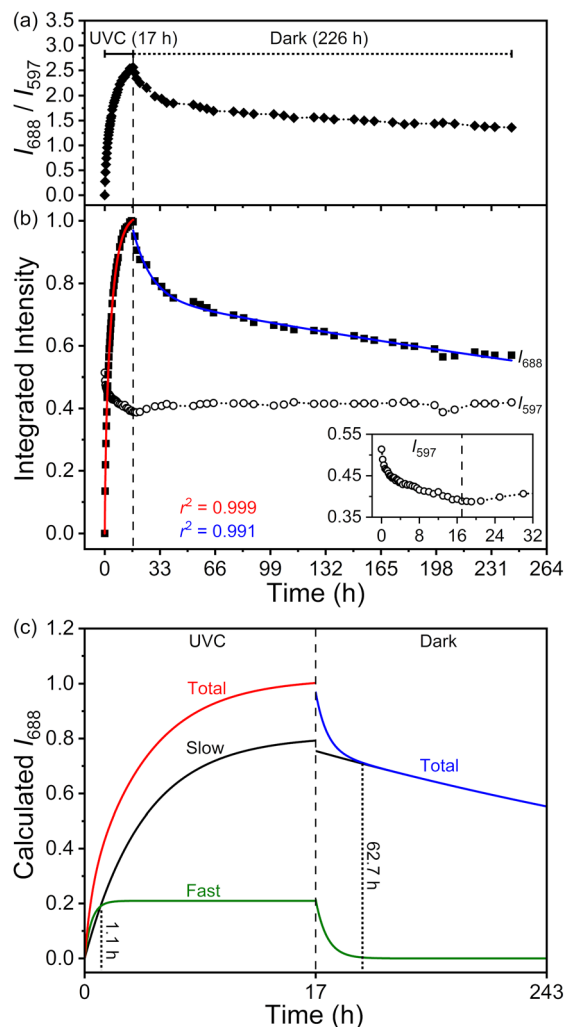 (a)
UVC (17 h)
Dark (226 h)
I688 / I597
3.5
3.0
2.5
2.0
1.5
1.0
0.5
0.0
(b)
Integrated Intensity
1.0
0.8
0.6
0.4
0.2
0.0
I688
I597
I597
0.55
0.45
0.35
0 8 16 24 32
r² = 0.999
r² = 0.991
0 33 66 99 132 165 198 231 264
Time (h)
(c)
Calculated I688
1.2
1.0
0.8
0.6
0.4
0.2
0.0
UVC
Dark
Total
Slow
Total
Fast
1.1 h
62.7 h
0 17 243
Time (h)